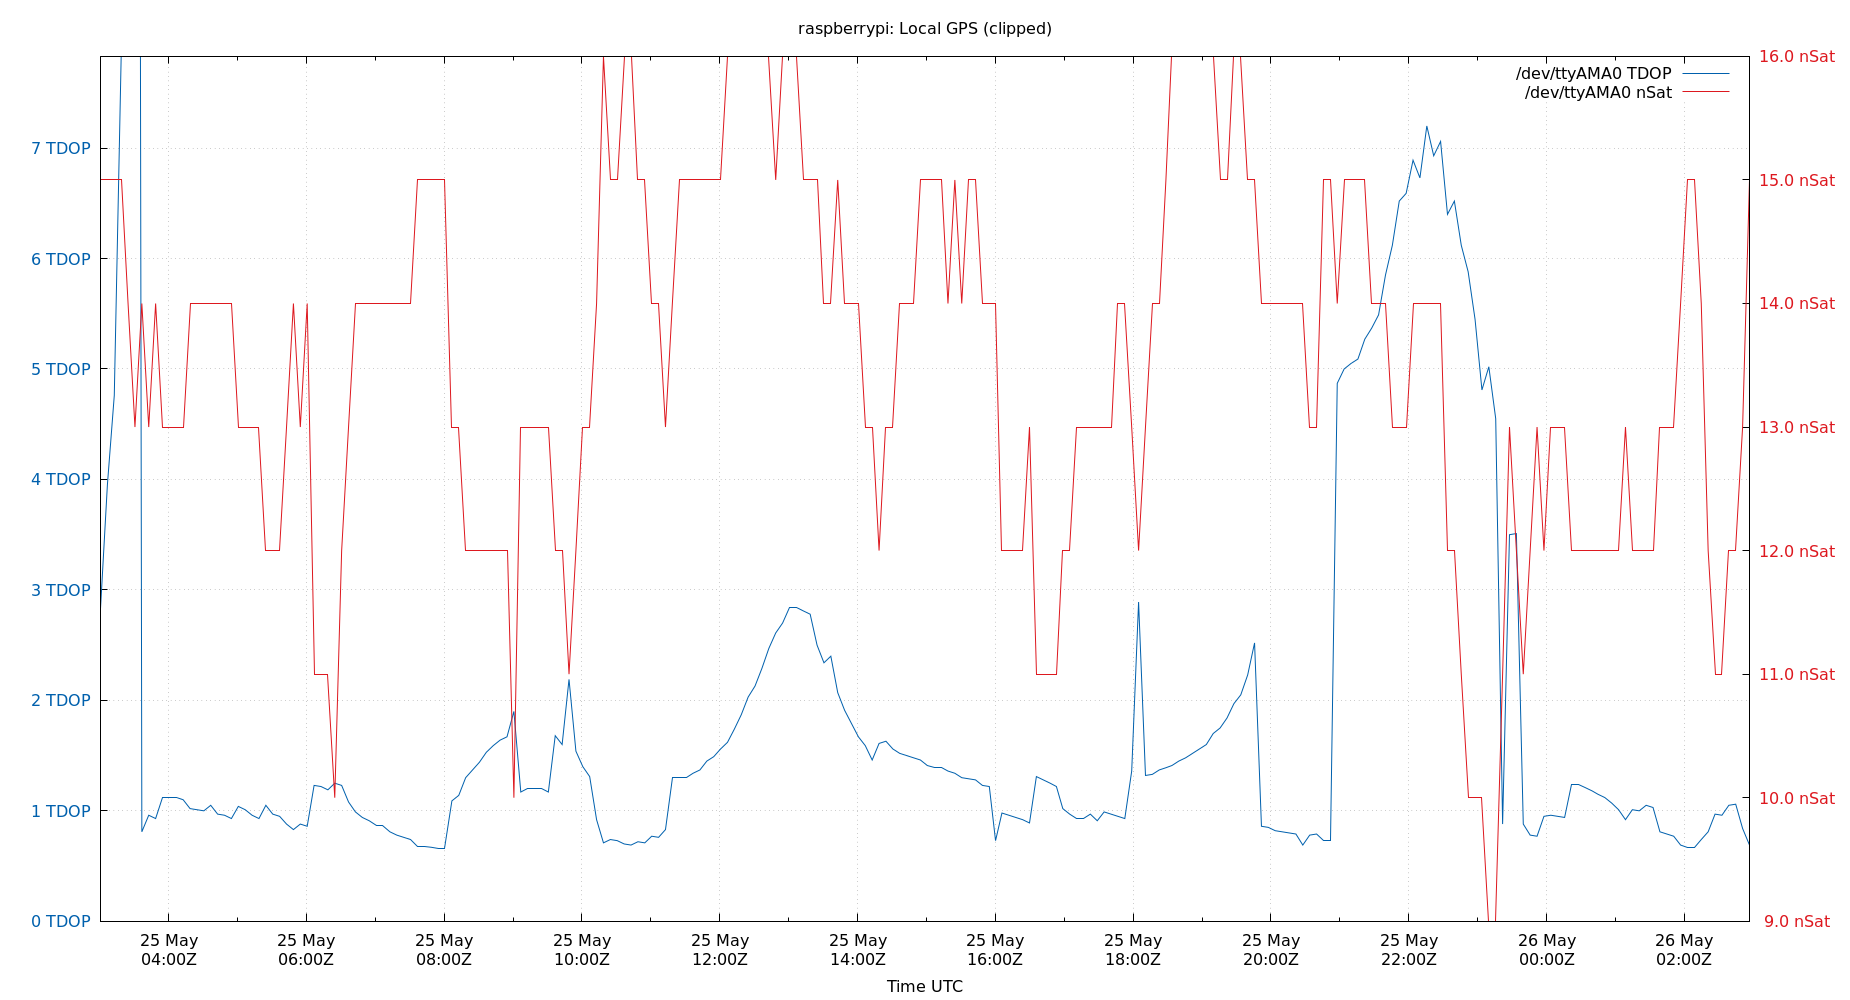 raspberrypi: Local GPS (clipped)
16.0 nSat
/dev/ttyAMA0 TDOP
/dev/ttyAMA0 nSat
7 TDOP
15.0 nSat
6 TDOP
14.0 nSat
5 TDOP
13.0 nSat
4 TDOP
12.0 nSat
3 TDOP
11.0 nSat
2 TDOP
10.0 nSat
1 TDOP
0 TDOP
9.0 nSat
25 May 25 May 25 May 25 May 25 May 25 May 25 May 25 May 25 May 25 May 26 May 26 May
04:00Z 06:00Z 08:00Z 10:00Z 12:00Z 14:00Z 16:00Z 18:00Z 20:00Z 22:00Z 00:00Z 02:00Z
Time UTC